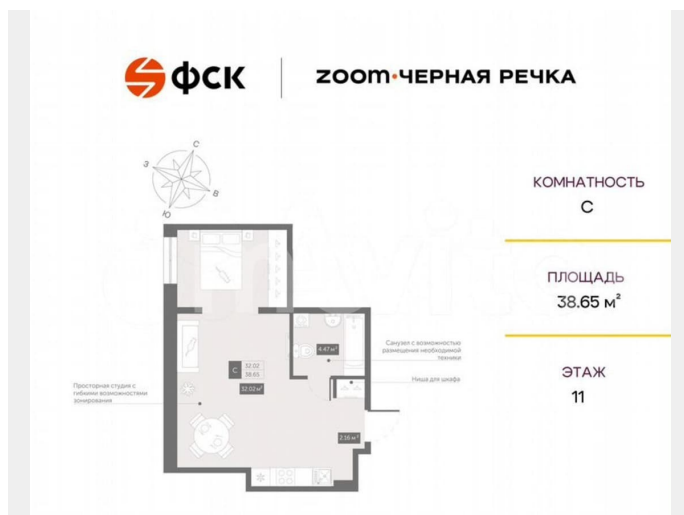 ФСК
zoom·ЧЕРНАЯ РЕЧКА
С
З
В
Ю
КОМНАТНОСТЬ
С
ПЛОЩАДЬ
38.65 м²
ЭТАЖ
11
4.47 м²
Санузел с возможностью
размещения необходимой
техники
Ниша для шкафа
С
32.02
38.65
32.02 м²
Просторная студия с
гибкими возможностями
зонирования
2.16 м²
Avito